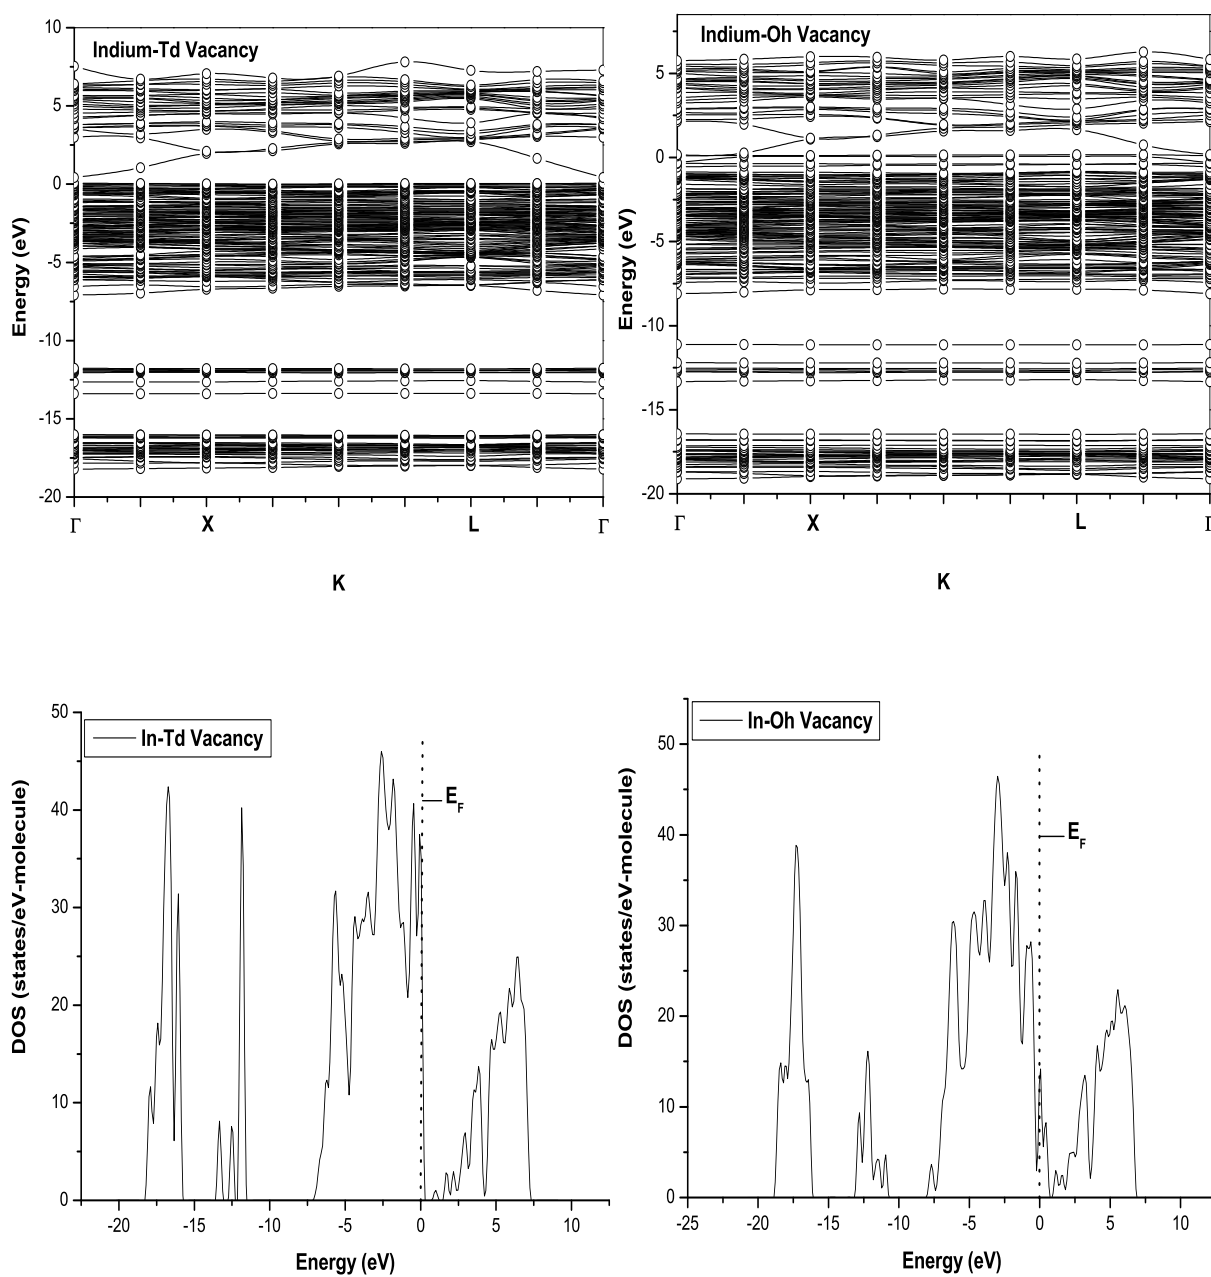 Indium-Td Vacancy
Energy (eV)
10
5
0
-5
-10
-15
-20
Γ
X
L
Γ
K
Indium-Oh Vacancy
Energy (eV)
5
0
-5
-10
-15
-20
Γ
X
L
K
In-Td Vacancy
E_F
DOS (states/eV-molecule)
50
40
30
20
10
0
-20 -15 -10 -5 0 5 10
Energy (eV)
In-Oh Vacancy
E_F
DOS (states/eV-molecule)
50
40
30
20
10
0
-25 -20 -15 -10 -5 0 5 10
Energy (eV)